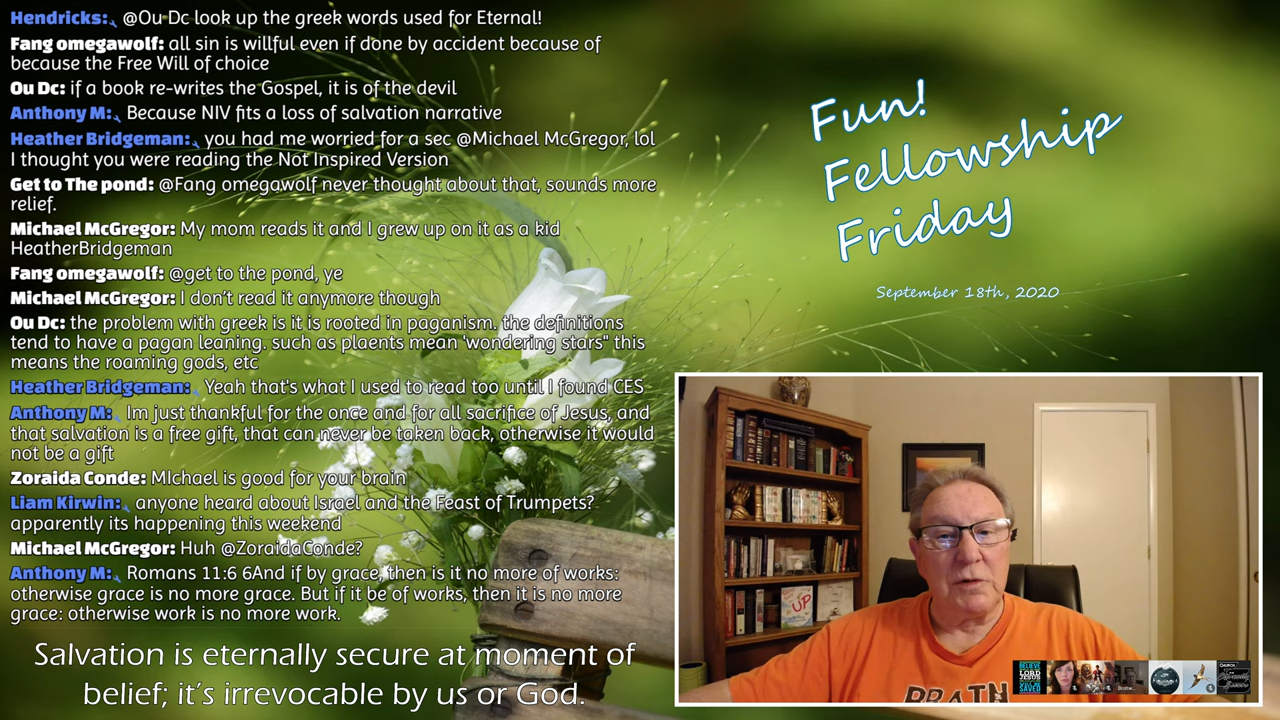 Hendricks: @Ou Dc look up the greek words used for Eternal!
Fang omegawolf: all sin is willful even if done by accident because of
because the Free Will of choice
Ou Dc: if a book re-writes the Gospel, it is of the devil
Anthony M: Because NIV fits a loss of salvation narrative
Heather Bridgeman: you had me worried for a sec @Michael McGregor, lol
I thought you were reading the Not Inspired Version
Get to The pond: @Fang omegawolf never thought about that, sounds more
relief.
Michael McGregor: My mom reads it and I grew up on it as a kid
HeatherBridgeman
Fang omegawolf: @get to the pond, ye
Michael McGregor: I don't read it anymore though
Ou Dc: the problem with greek is it is rooted in paganism. the definitions
tend to have a pagan leaning. such as plaents mean 'wondering stars" this
means the roaming gods, etc
Heather Bridgeman: Yeah that's what I used to read too until I found CES
Anthony M: Im just thankful for the once and for all sacrifice of Jesus, and
that salvation is a free gift, that can never be taken back, otherwise it would
not be a gift
Zoraida Conde: MIchael is good for your brain
Liam Kirwin: anyone heard about Israel and the Feast of Trumpets?
apparently its happening this weekend
Michael McGregor: Huh @ZoraidaConde?
Anthony M: Romans 11:6 6And if by grace, then is it no more of works:
otherwise grace is no more grace. But if it be of works, then it is no more
grace: otherwise work is no more work.
Salvation is eternally secure at moment of
belief; it's irrevocable by us or God.
Fun!
Fellowship
Friday
September 18th, 2020
UP
BELIEVE
LORD
JESUS
SAVED
Brothe...
CHURCH